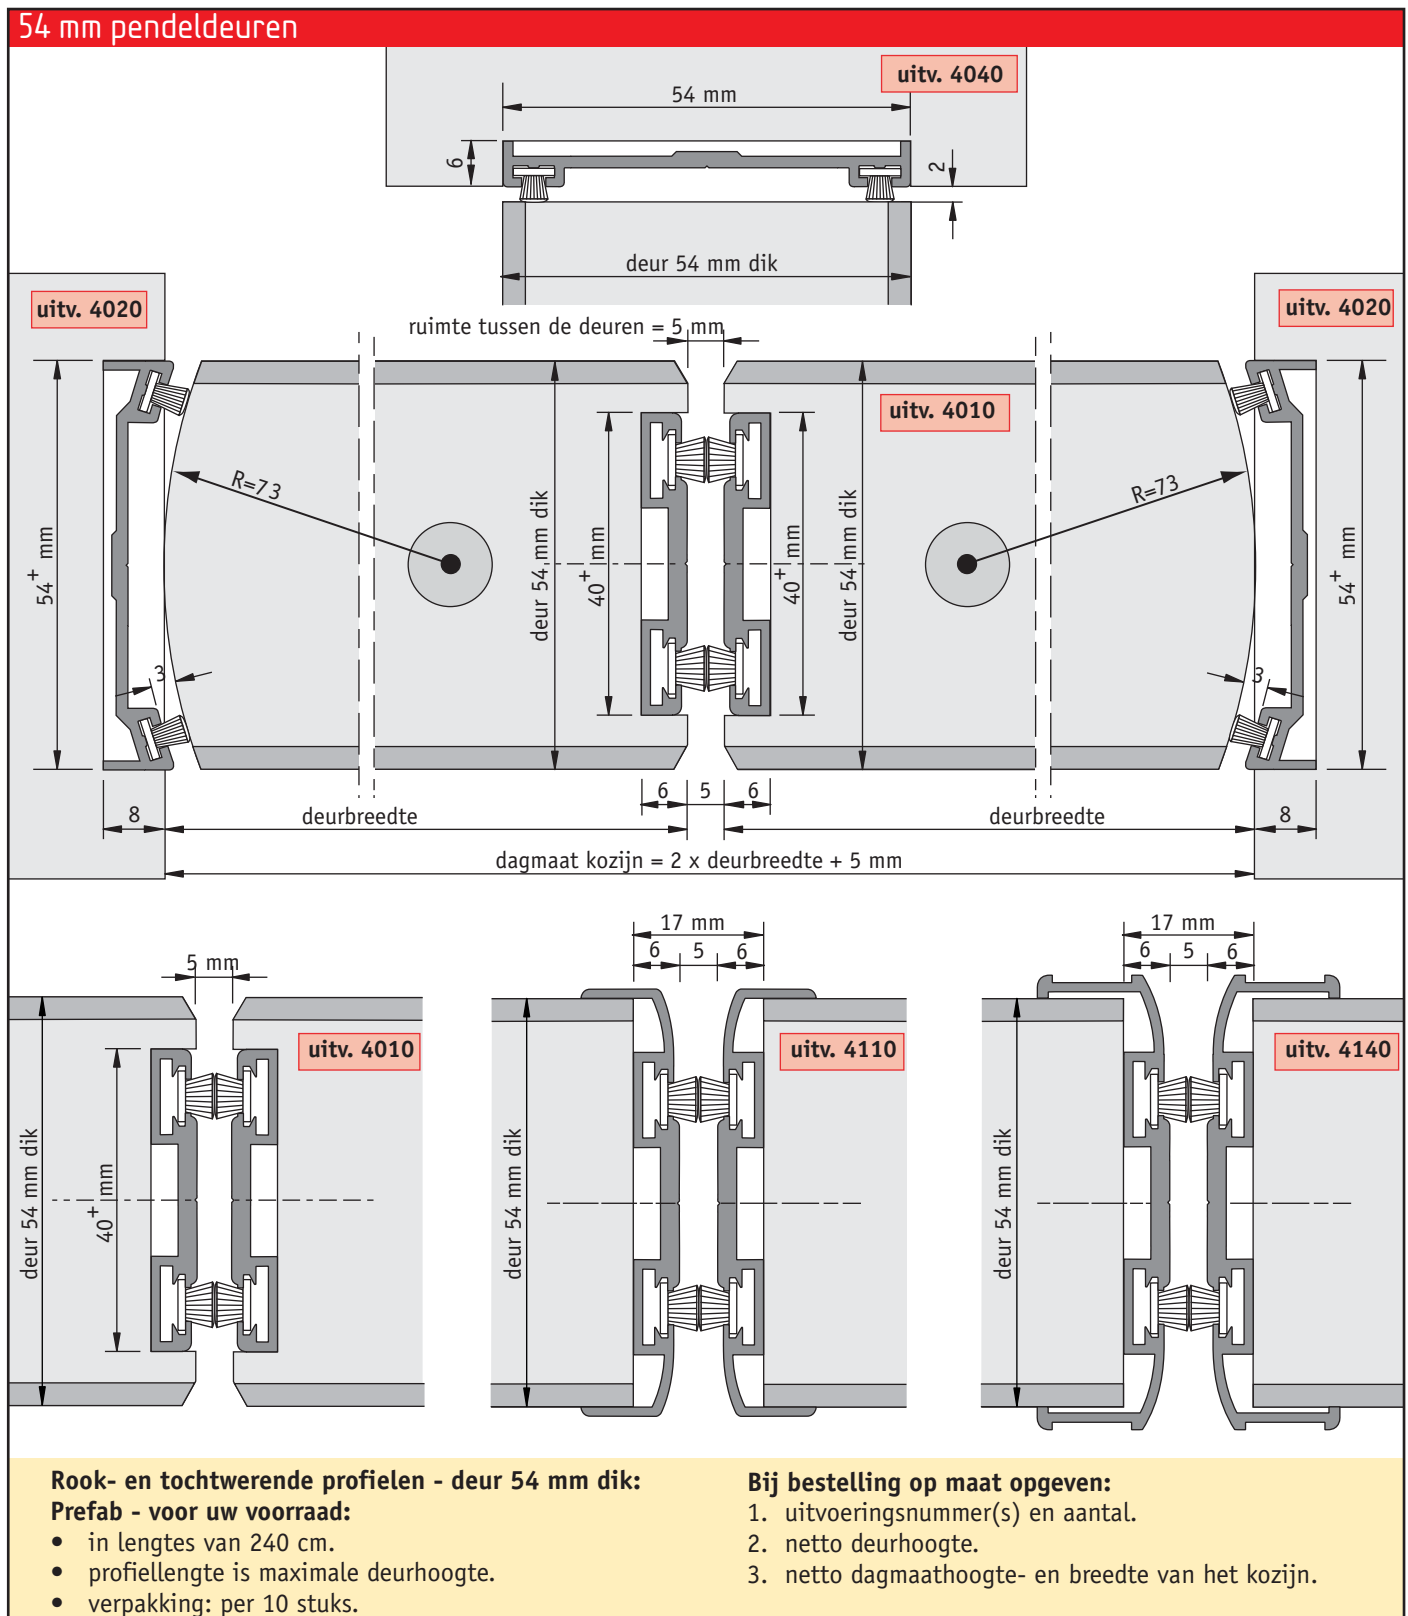 54 mm pendeldeuren
uitv. 4040
54 mm
6
2
deur 54 mm dik
uitv. 4020
uitv. 4020
ruimte tussen de deuren = 5 mm
uitv. 4010
R=73
R=73
54+ mm
deur 54 mm dik
40+ mm
40+ mm
deur 54 mm dik
54+ mm
3
3
6
5
6
8
deurbreedte
deurbreedte
8
dagmaat kozijn = 2 x deurbreedte + 5 mm
5 mm
17 mm
6
5
6
17 mm
6
5
6
uitv. 4010
uitv. 4110
uitv. 4140
deur 54 mm dik
40+ mm
deur 54 mm dik
deur 54 mm dik
Rook- en tochtwerende profielen - deur 54 mm dik:
Prefab - voor uw voorraad:
• in lengtes van 240 cm.
• profiellengte is maximale deurhoogte.
• verpakking: per 10 stuks.
Bij bestelling op maat opgeven:
1. uitvoeringsnummer(s) en aantal.
2. netto deurhoogte.
3. netto dagmaathoogte- en breedte van het kozijn.